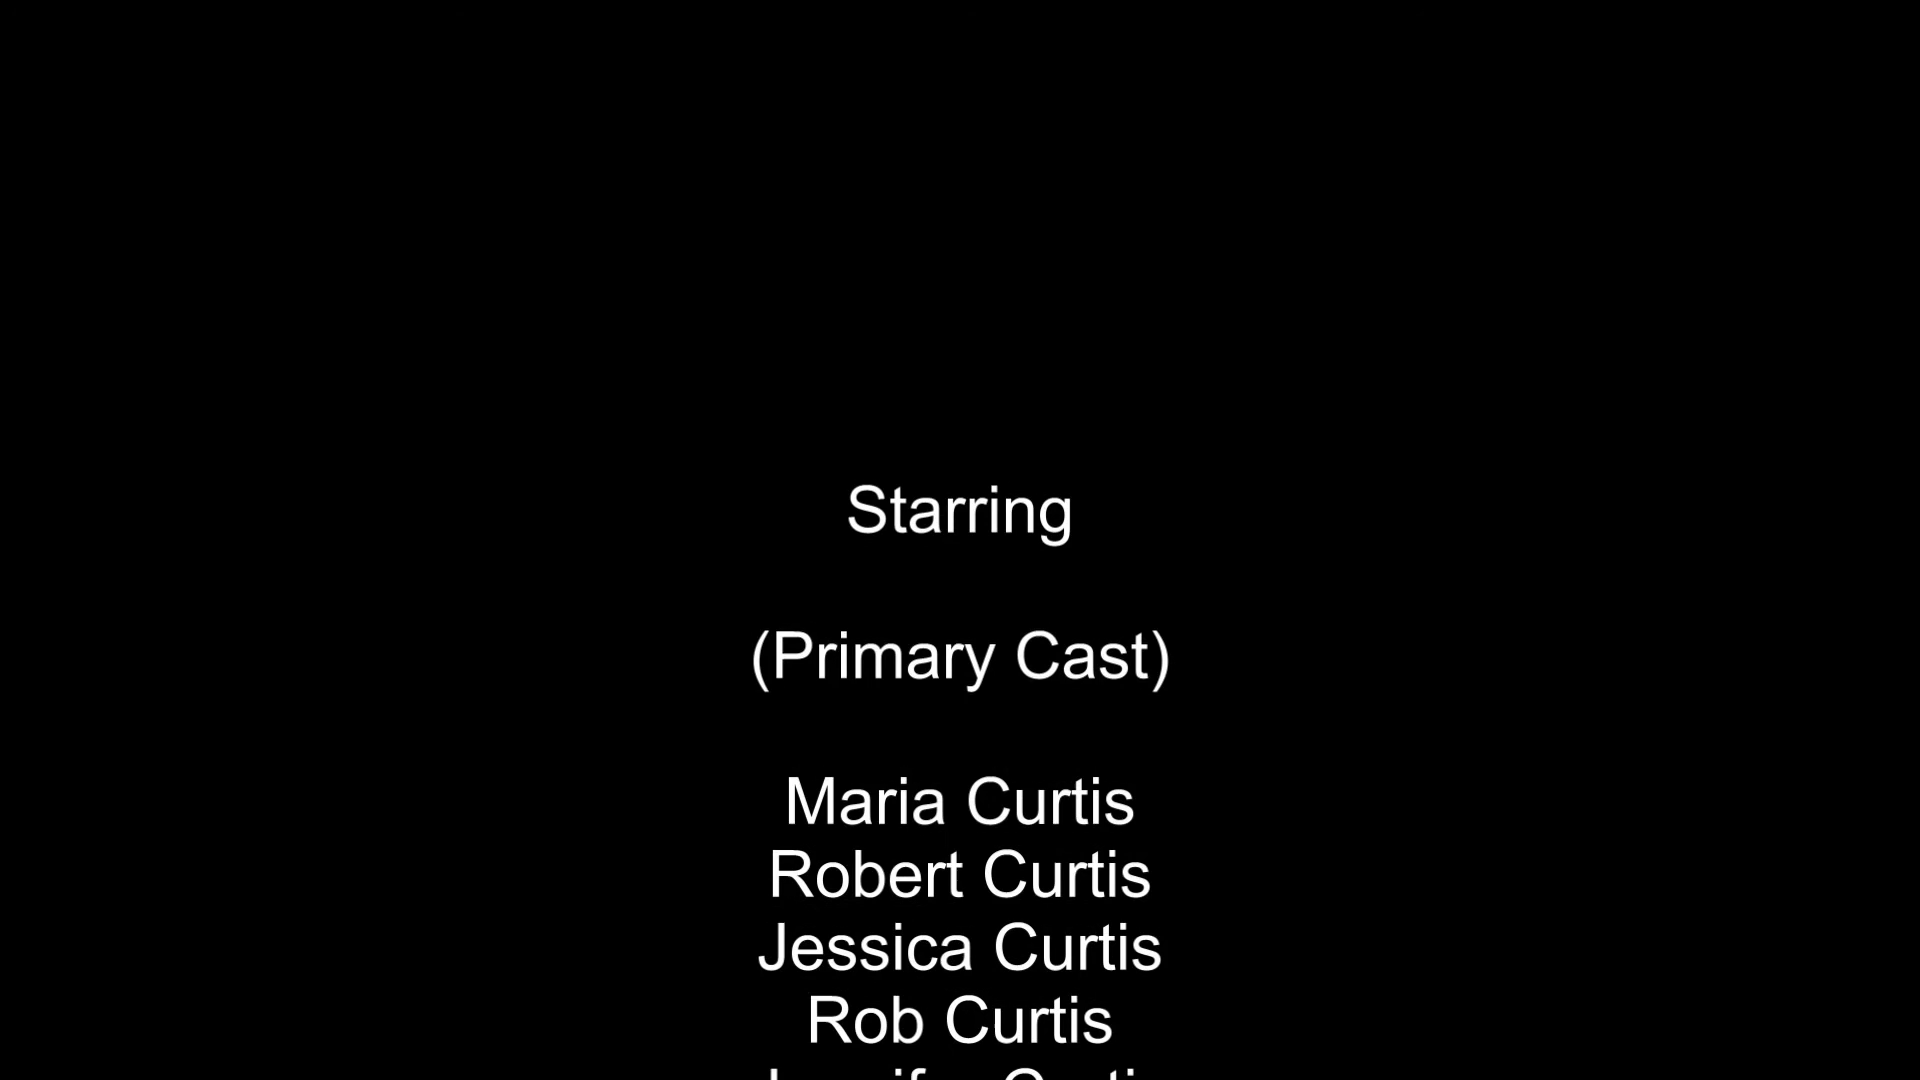 Starring
(Primary Cast)
Maria Curtis
Robert Curtis
Jessica Curtis
Rob Curtis